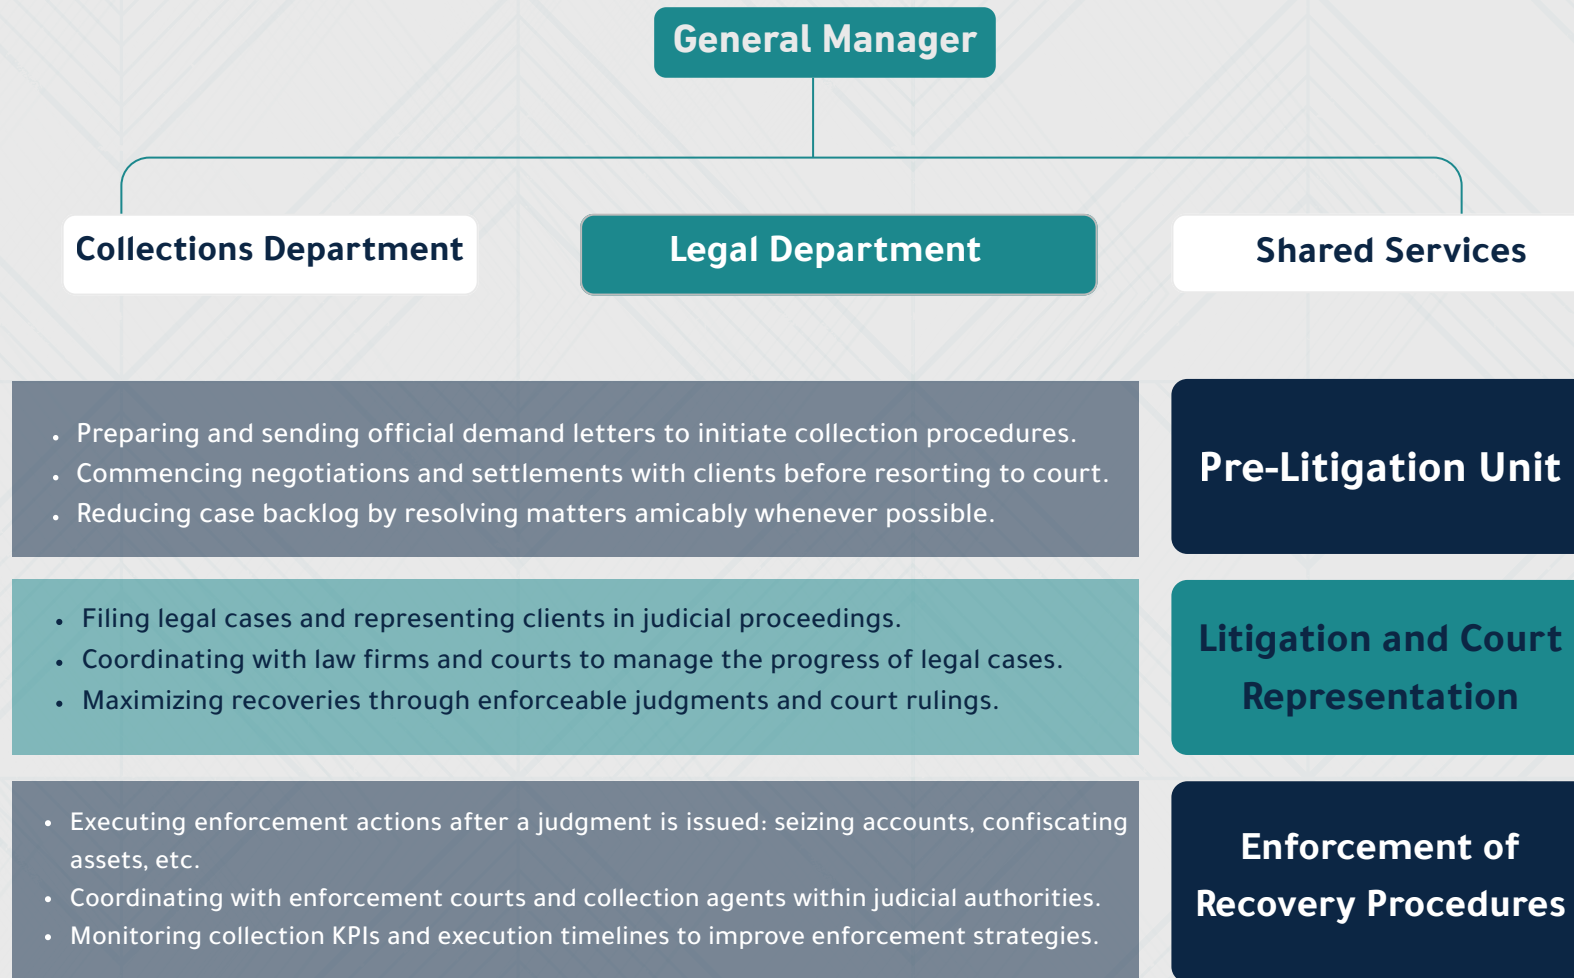 General Manager
Collections Department
Legal Department
Shared Services
• Preparing and sending official demand letters to initiate collection procedures.
• Commencing negotiations and settlements with clients before resorting to court.
• Reducing case backlog by resolving matters amicably whenever possible.
Pre-Litigation Unit
• Filing legal cases and representing clients in judicial proceedings.
• Coordinating with law firms and courts to manage the progress of legal cases.
• Maximizing recoveries through enforceable judgments and court rulings.
Litigation and Court
Representation
• Executing enforcement actions after a judgment is issued: seizing accounts, confiscating
assets, etc.
• Coordinating with enforcement courts and collection agents within judicial authorities.
• Monitoring collection KPIs and execution timelines to improve enforcement strategies.
Enforcement of
Recovery Procedures